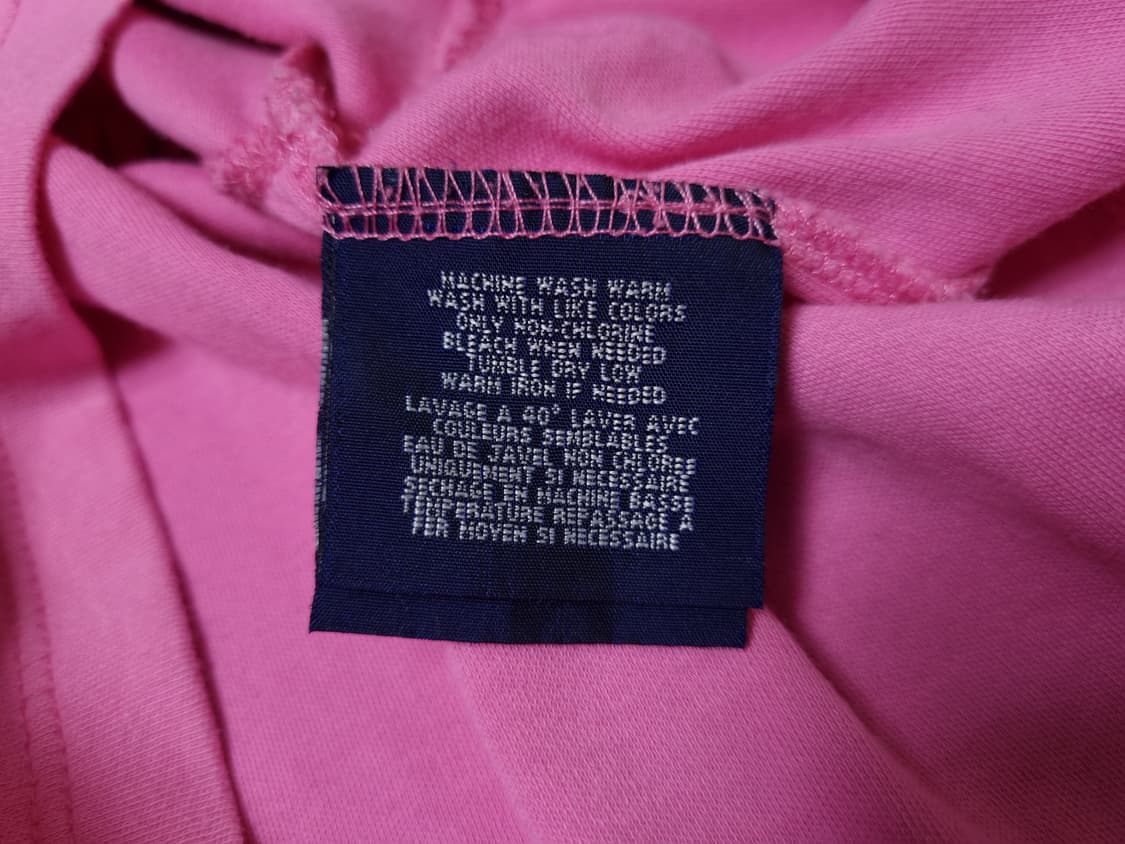 MACHINE WASH WARM
WASH WITH LIKE COLORS
ONLY NON-CHLORINE
BLEACH WHEN NEEDED
TUMBLE DRY LOW
WARM IRON IF NEEDED
LAVAGE A 40° LAVER AVEC
COULEURS SEMBLABLES
EAU DE JAVEL NON CHLOREE
UNIQUEMENT SI NECESSAIRE
SECHAGE EN MACHINE BASSE
TEMPERATURE REPASSAGE A
FER MOYEN SI NECESSAIRE